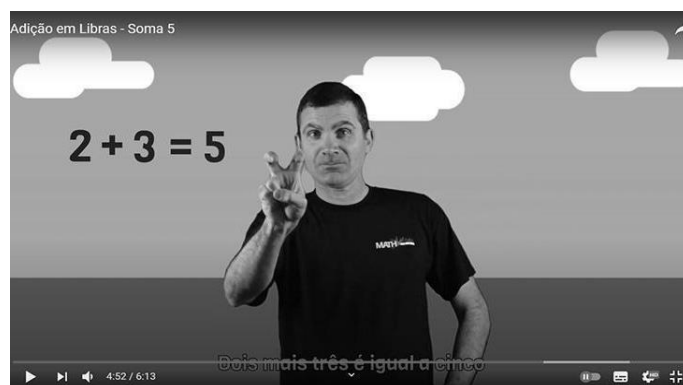 Adição em Libras - Soma 5
2 + 3 = 5
MATH
Dois mais três é igual a cinco
4:52 / 6:13